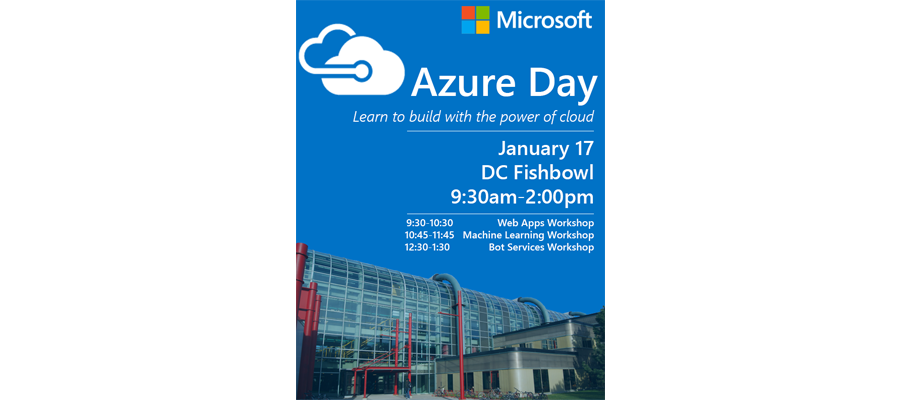 Microsoft
Azure Day
Learn to build with the power of cloud
January 17
DC Fishbowl
9:30am-2:00pm
9:30-10:30 Web Apps Workshop
10:45-11:45 Machine Learning Workshop
12:30-1:30 Bot Services Workshop